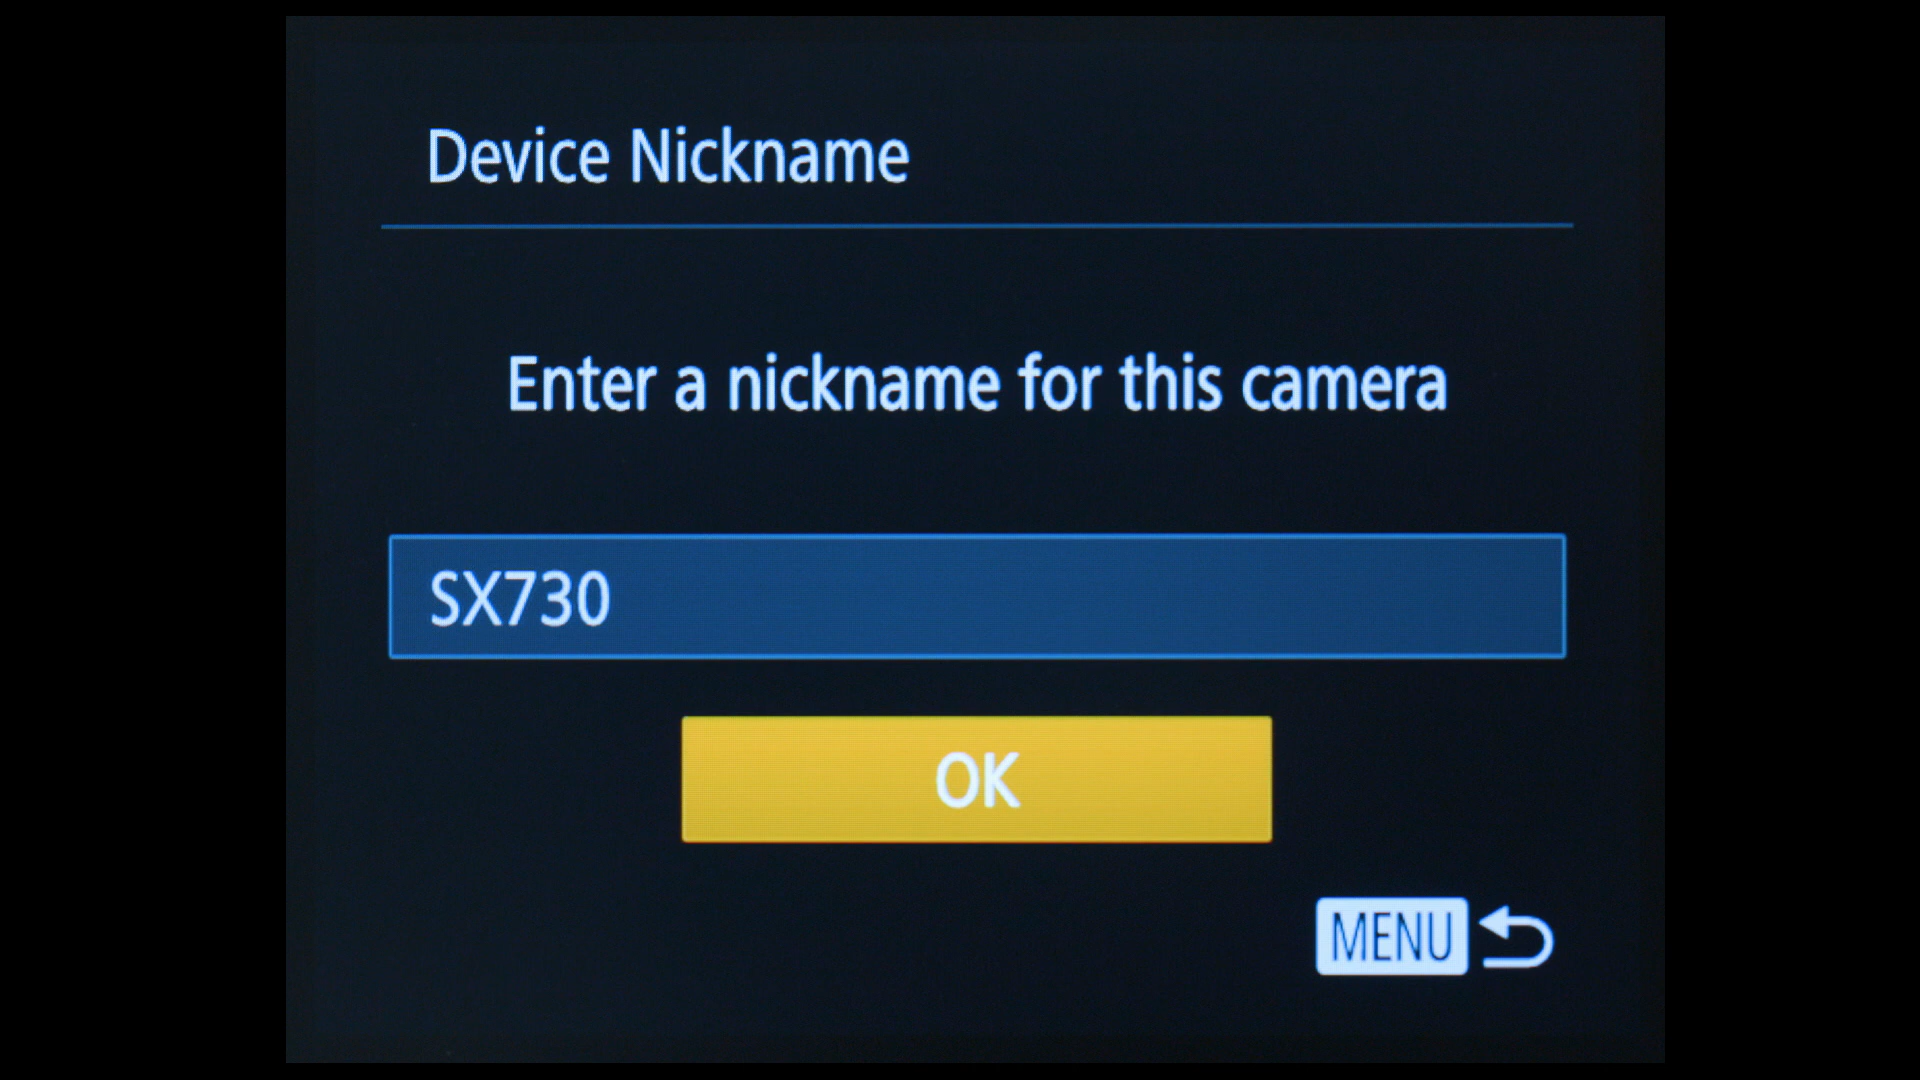 Device Nickname
Enter a nickname for this camera
SX730
OK
MENU